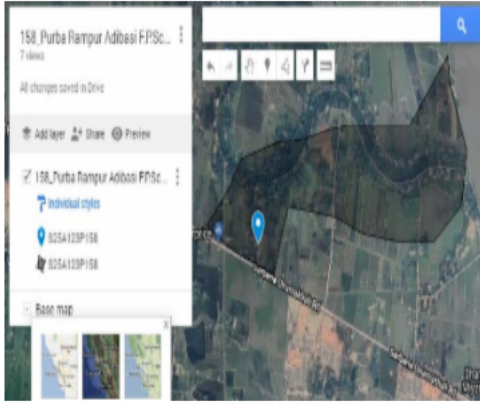 158_Purba Rampur Adibasi F.P.Sc...
7 views
All changes saved in Drive
Add layer Share Preview
158_Purba Rampur Adibasi F.P.Sc...
Individual styles
S25A123P158
S25A123P158
Base map